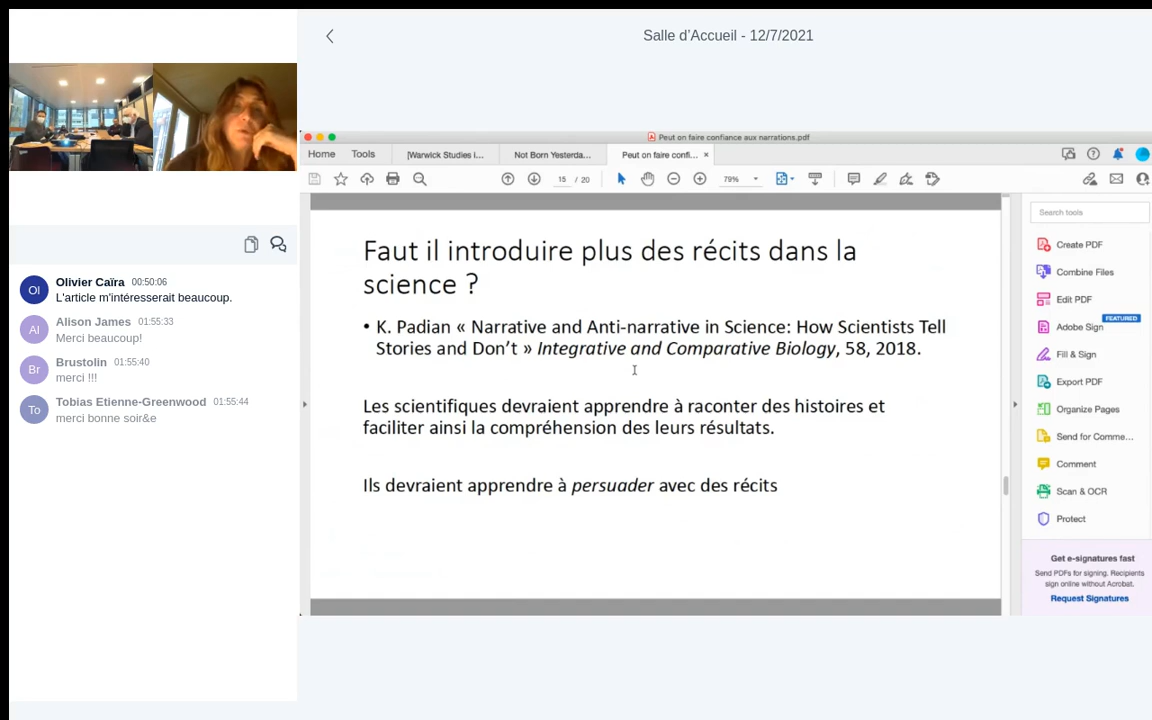 Salle d'Accueil - 12/7/2021
Peut on faire confiance aux narrations.pdf
Home Tools [Warwick Studies i... Not Born Yesterda... Peut on faire confi... ×
15 / 20 79%
Ol Olivier Caïra 00:50:06
L'article m'intéresserait beaucoup.
Al Alison James 01:55:33
Merci beaucoup!
Br Brustolin 01:55:40
merci !!!
To Tobias Etienne-Greenwood 01:55:44
merci bonne soir&e
Faut il introduire plus des récits dans la
science ?
• K. Padian « Narrative and Anti-narrative in Science: How Scientists Tell
Stories and Don't » Integrative and Comparative Biology, 58, 2018.
Les scientifiques devraient apprendre à raconter des histoires et
faciliter ainsi la compréhension des leurs résultats.
Ils devraient apprendre à persuader avec des récits
Search tools
Create PDF
Combine Files
Edit PDF
FEATURED
Adobe Sign
Fill & Sign
Export PDF
Organize Pages
Send for Comme...
Comment
Scan & OCR
Protect
Get e-signatures fast
Send PDFs for signing. Recipients
sign online without Acrobat.
Request Signatures